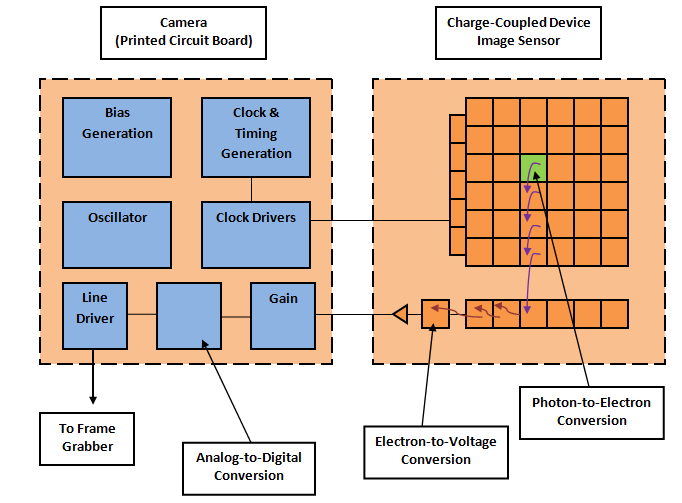 Camera
(Printed Circuit Board)
Charge-Coupled Device
Image Sensor
Bias
Generation
Clock &
Timing
Generation
Oscillator
Clock Drivers
Line
Driver
Gain
To Frame
Grabber
Analog-to-Digital
Conversion
Electron-to-Voltage
Conversion
Photon-to-Electron
Conversion